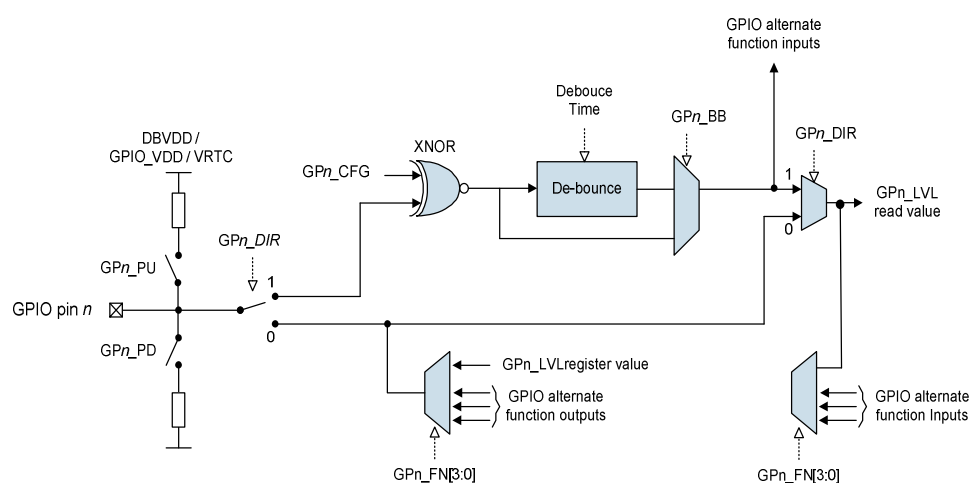 GPIO alternate
function inputs
Debouce
Time
GPn_BB
GPn_DIR
DBVDD /
GPIO_VDD / VRTC
XNOR
GPn_CFG
De-bounce
1
GPn_LVL
read value
0
GPn_DIR
GPn_PU
1
GPIO pin n
0
GPn_PD
GPn_LVLregister value
GPIO alternate
function outputs
GPIO alternate
function Inputs
GPn_FN[3:0]
GPn_FN[3:0]